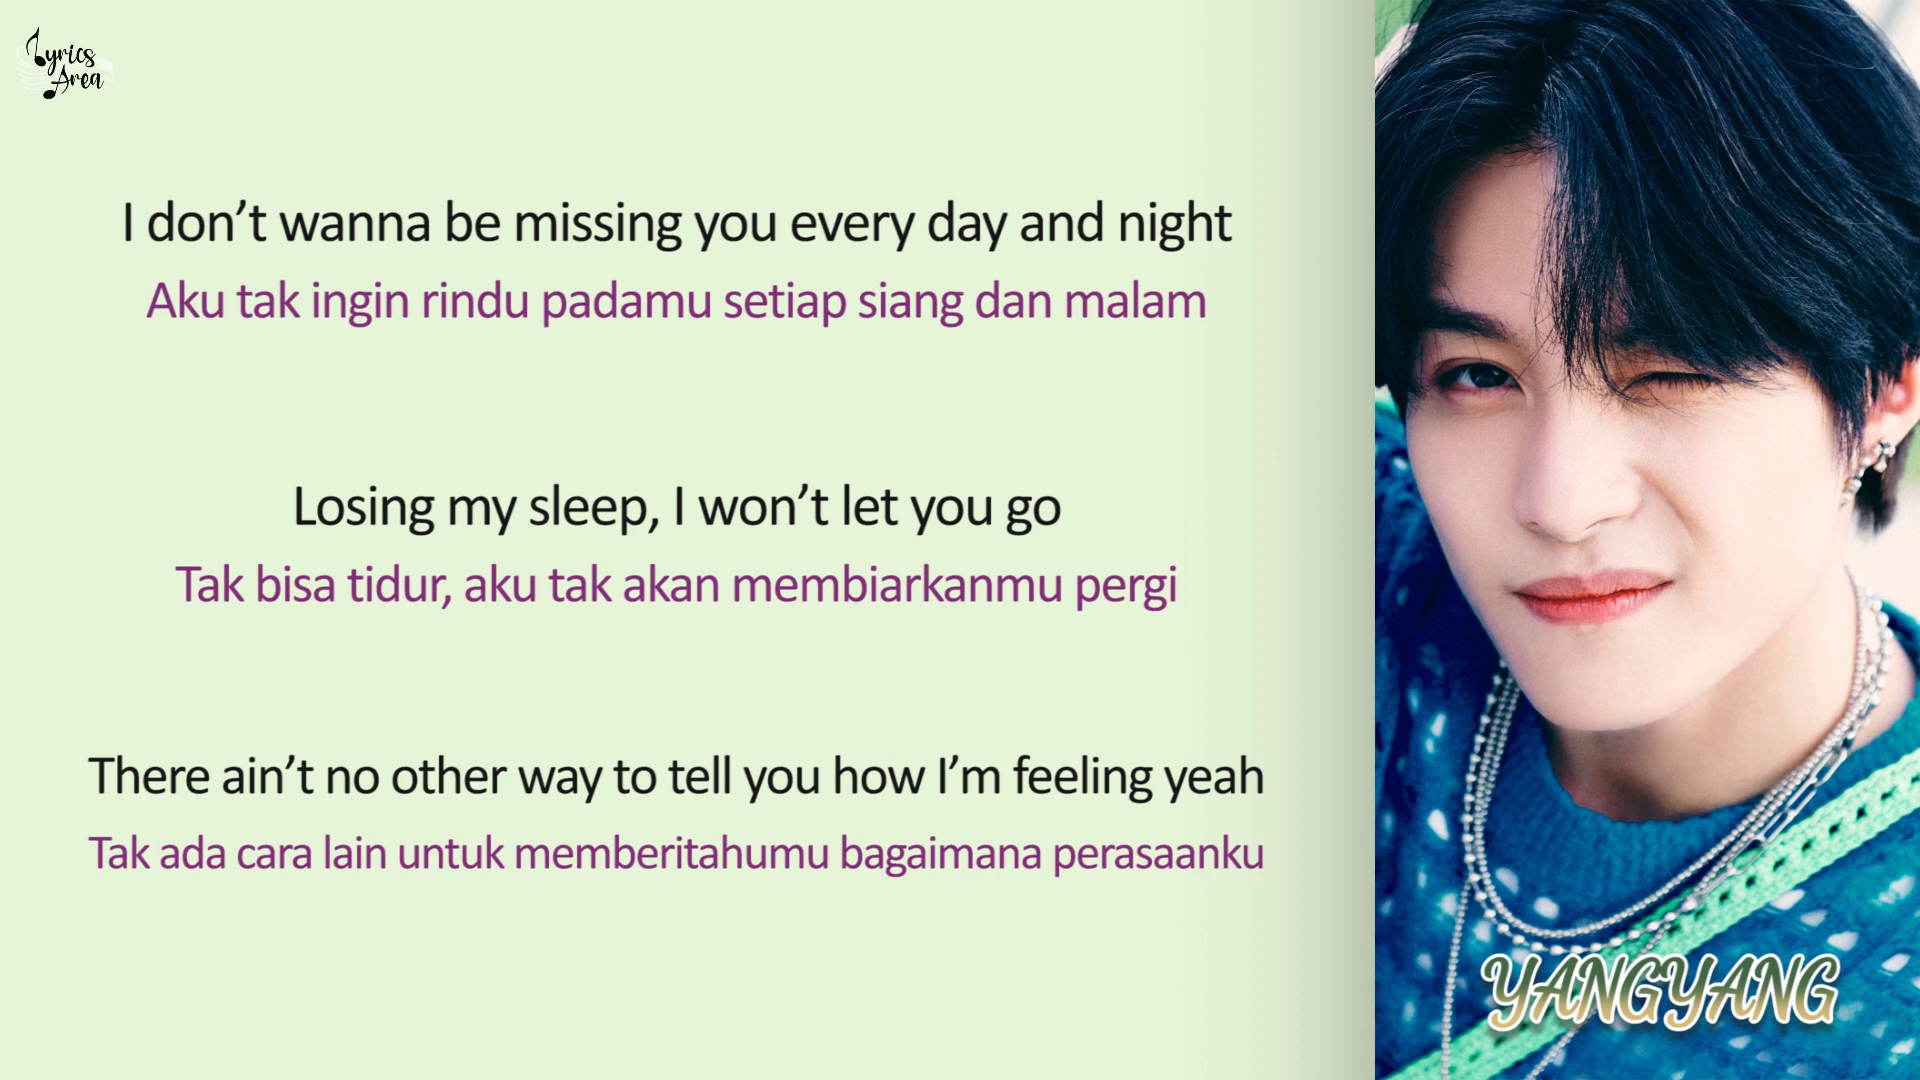 Lyrics
Area
I don’t wanna be missing you every day and night
Aku tak ingin rindu padamu setiap siang dan malam
Losing my sleep, I won’t let you go
Tak bisa tidur, aku tak akan membiarkanmu pergi
There ain’t no other way to tell you how I’m feeling yeah
Tak ada cara lain untuk memberitahumu bagaimana perasaanku
YANGYANG